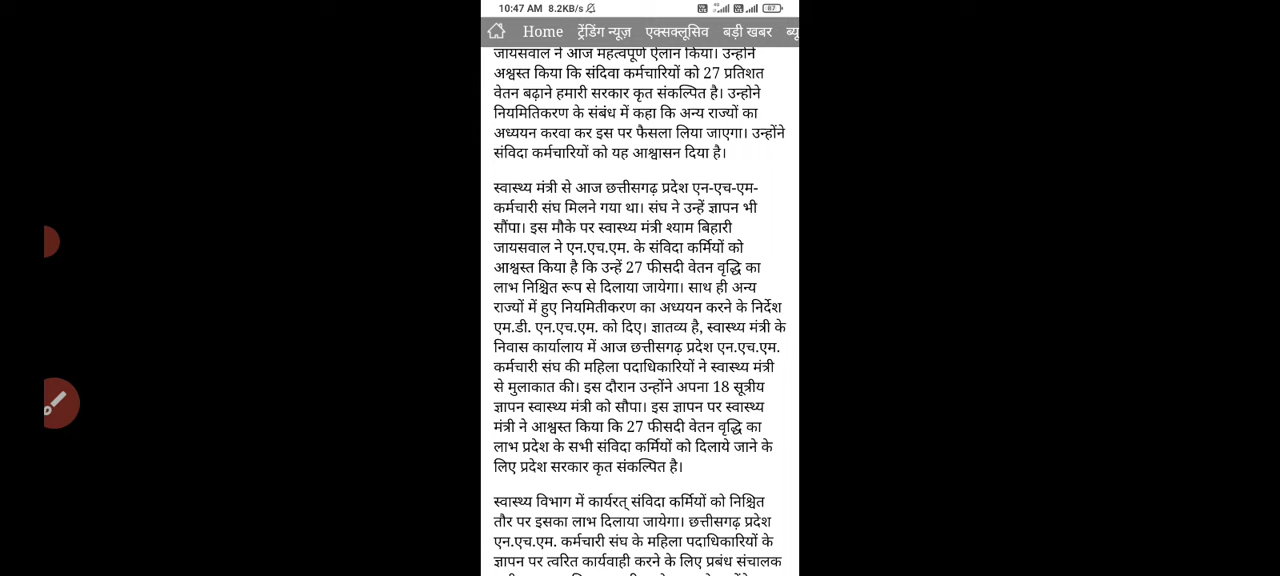 10:47 AM 8.2KB/s
87
Home ट्रेंडिंग न्यूज़ एक्सक्लूसिव बड़ी खबर ब्यू
जायसवाल ने आज महत्वपूर्ण ऐलान किया। उन्होंने
अश्वस्त किया कि संदिवा कर्मचारियों को 27 प्रतिशत
वेतन बढ़ाने हमारी सरकार कृत संकल्पित है। उन्होने
नियमितिकरण के संबंध में कहा कि अन्य राज्यों का
अध्ययन करवा कर इस पर फैसला लिया जाएगा। उन्होंने
संविदा कर्मचारियों को यह आश्वासन दिया है।
स्वास्थ्य मंत्री से आज छत्तीसगढ़ प्रदेश एन-एच-एम-
कर्मचारी संघ मिलने गया था। संघ ने उन्हें ज्ञापन भी
सौंपा। इस मौके पर स्वास्थ्य मंत्री श्याम बिहारी
जायसवाल ने एन.एच.एम. के संविदा कर्मियों को
आश्वस्त किया है कि उन्हें 27 फीसदी वेतन वृद्धि का
लाभ निश्चित रूप से दिलाया जायेगा। साथ ही अन्य
राज्यों में हुए नियमितीकरण का अध्ययन करने के निर्देश
एम.डी. एन.एच.एम. को दिए। ज्ञातव्य है, स्वास्थ्य मंत्री के
निवास कार्यालाय में आज छत्तीसगढ़ प्रदेश एन.एच.एम.
कर्मचारी संघ की महिला पदाधिकारियों ने स्वास्थ्य मंत्री
से मुलाकात की। इस दौरान उन्होंने अपना 18 सूत्रीय
ज्ञापन स्वास्थ्य मंत्री को सौपा। इस ज्ञापन पर स्वास्थ्य
मंत्री ने आश्वस्त किया कि 27 फीसदी वेतन वृद्धि का
लाभ प्रदेश के सभी संविदा कर्मियों को दिलाये जाने के
लिए प्रदेश सरकार कृत संकल्पित है।
स्वास्थ्य विभाग में कार्यरत् संविदा कर्मियों को निश्चित
तौर पर इसका लाभ दिलाया जायेगा। छत्तीसगढ़ प्रदेश
एन.एच.एम. कर्मचारी संघ के महिला पदाधिकारियों के
ज्ञापन पर त्वरित कार्यवाही करने के लिए प्रबंध संचालक